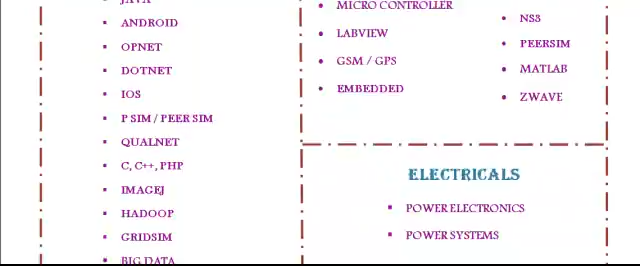 JAVA
ANDROID
OPNET
DOTNET
IOS
P SIM / PEER SIM
QUALNET
C, C++, PHP
IMAGEJ
HADOOP
GRIDSIM
BIG DATA
MICRO CONTROLLER
LABVIEW
GSM / GPS
EMBEDDED
NS3
PEERSIM
MATLAB
ZWAVE
ELECTRICALS
POWER ELECTRONICS
POWER SYSTEMS